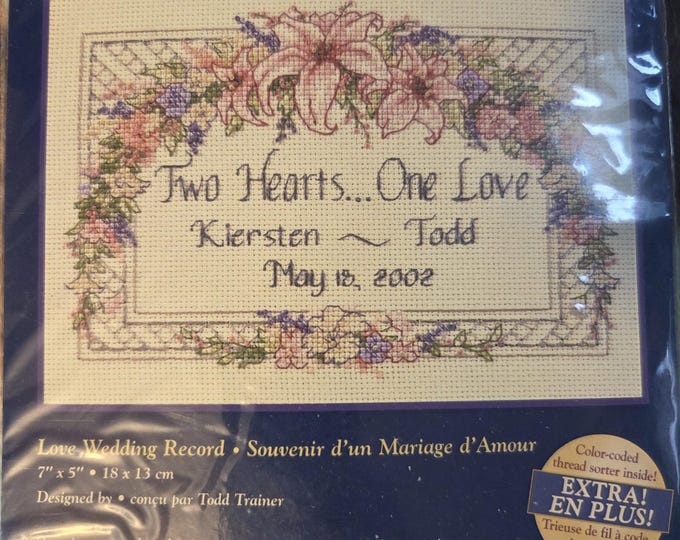 Two Hearts...One Love
Kiersten ~ Todd
May 18, 2002
Love Wedding Record • Souvenir d'un Mariage d'Amour
7" x 5" • 18 x 13 cm
Designed by • conçu par Todd Trainer
Color-coded
thread sorter inside!
EXTRA!
EN PLUS!
Trieuse de fil à code